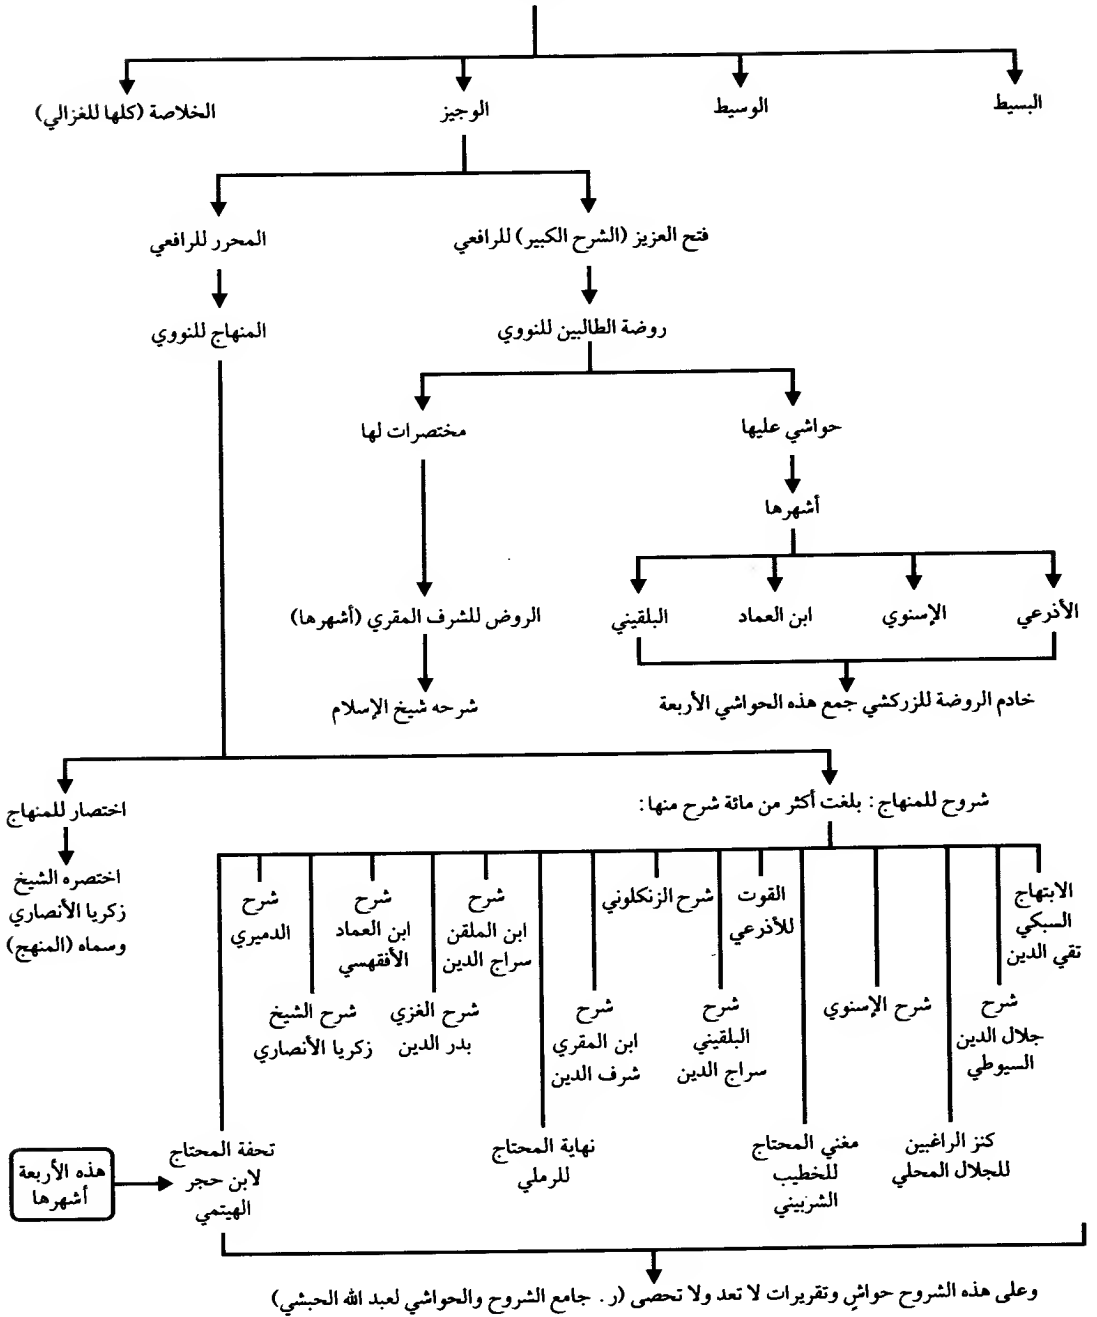 البسيط
الوسيط
الوجيز
الخلاصة (كلها للغزالي)
فتح العزيز (الشرح الكبير) للرافعي
المحرر للرافعي
روضة الطالبين للنووي
المنهاج للنووي
حواشي عليها
مختصرات لها
أشهرها
الأذرعي
الإسنوي
ابن العماد
البلقيني
الروض للشرف المقري (أشهرها)
خادم الروضة للزركشي جمع هذه الحواشي الأربعة
شرحه شيخ الإسلام
شروح للمنهاج: بلغت أكثر من مائة شرح منها:
اختصار للمنهاج
اختصره الشيخ
زكريا الأنصاري
وسماه (المنهج)
الابتهاج
السبكي
تقي الدين
شرح
جلال الدين
السيوطي
كنز الراغبين
للجلال المحلي
شرح الإسنوي
مغني المحتاج
للخطيب
الشربيني
القوت
للأذرعي
شرح
البلقيني
سراج الدين
شرح الزنكلوني
شرح
ابن المقري
شرف الدين
نهاية المحتاج
للرملي
شرح
ابن الملقن
سراج الدين
شرح الغزي
بدر الدين
شرح
ابن العماد
الأفقهسي
شرح الشيخ
زكريا الأنصاري
شرح
الدميري
تحفة المحتاج
لابن حجر
الهيتمي
هذه الأربعة
أشهرها
وعلى هذه الشروح حواشٍ وتقريرات لا تعد ولا تحصى (ر. جامع الشروح والحواشي لعبد الله الحبشي)